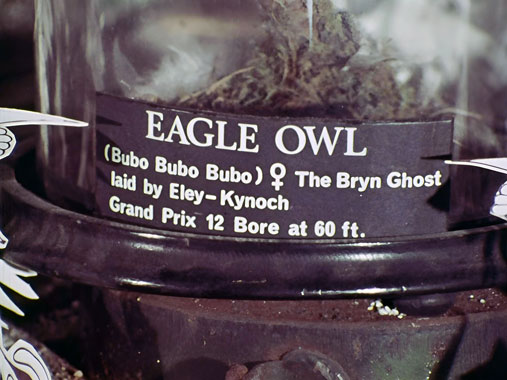 EAGLE OWL
(Bubo Bubo Bubo) ♀ The Bryn Ghost
laid by Eley-Kynoch
Grand Prix 12 Bore at 60 ft.